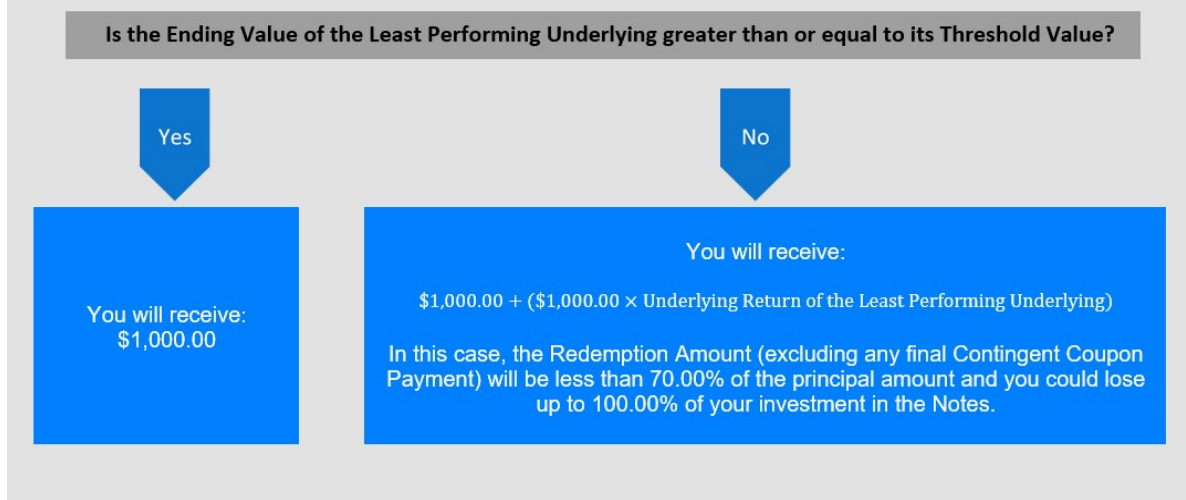 Is the Ending Value of the Least Performing Underlying greater than or equal to its Threshold Value?
Yes
No
You will receive:
$1,000.00
You will receive:
$1,000.00 + ($1,000.00 × Underlying Return of the Least Performing Underlying)
In this case, the Redemption Amount (excluding any final Contingent Coupon
Payment) will be less than 70.00% of the principal amount and you could lose
up to 100.00% of your investment in the Notes.